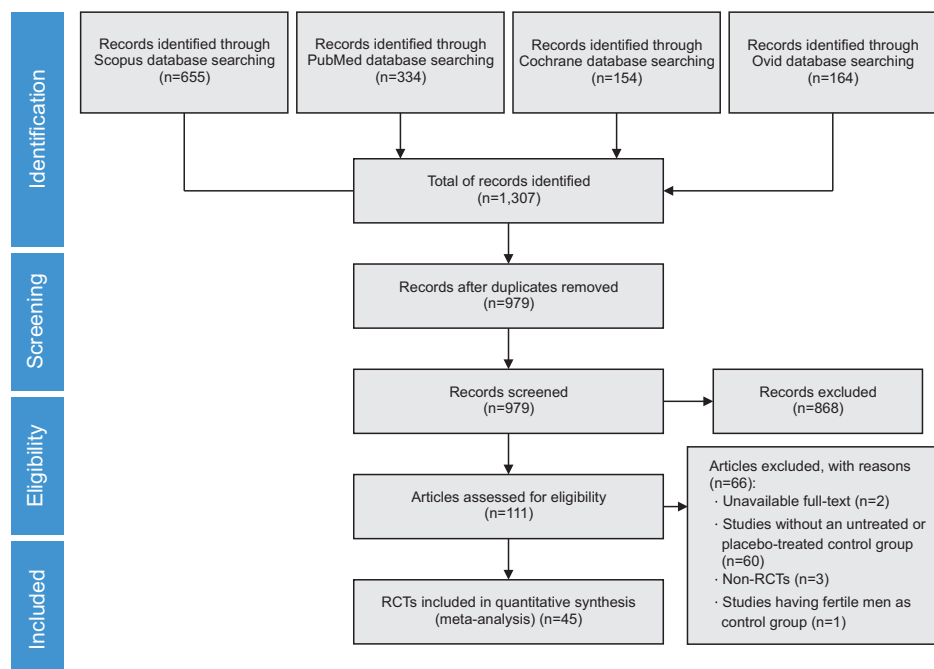 Identification
Records identified through
Scopus database searching
(n=655)
Records identified through
PubMed database searching
(n=334)
Records identified through
Cochrane database searching
(n=154)
Records identified through
Ovid database searching
(n=164)
Total of records identified
(n=1,307)
Screening
Records after duplicates removed
(n=979)
Records screened
(n=979)
Records excluded
(n=868)
Eligibility
Articles assessed for eligibility
(n=111)
Articles excluded, with reasons
(n=66):
· Unavailable full-text (n=2)
· Studies without an untreated or
placebo-treated control group
(n=60)
· Non-RCTs (n=3)
· Studies having fertile men as
control group (n=1)
Included
RCTs included in quantitative synthesis
(meta-analysis) (n=45)